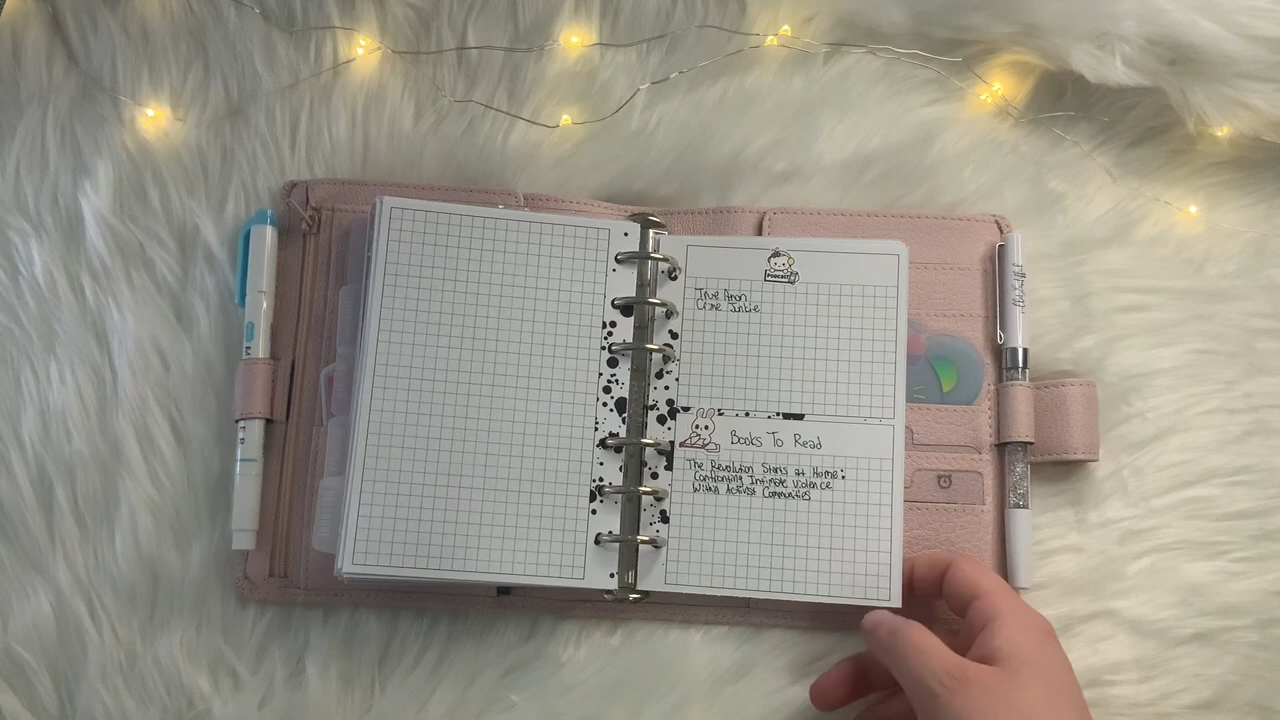 PODCAST
True Anon
Crime Junkie
Books To Read
The Revolution Starts at Home:
Confronting Intimate Violence
Within Activist Communities